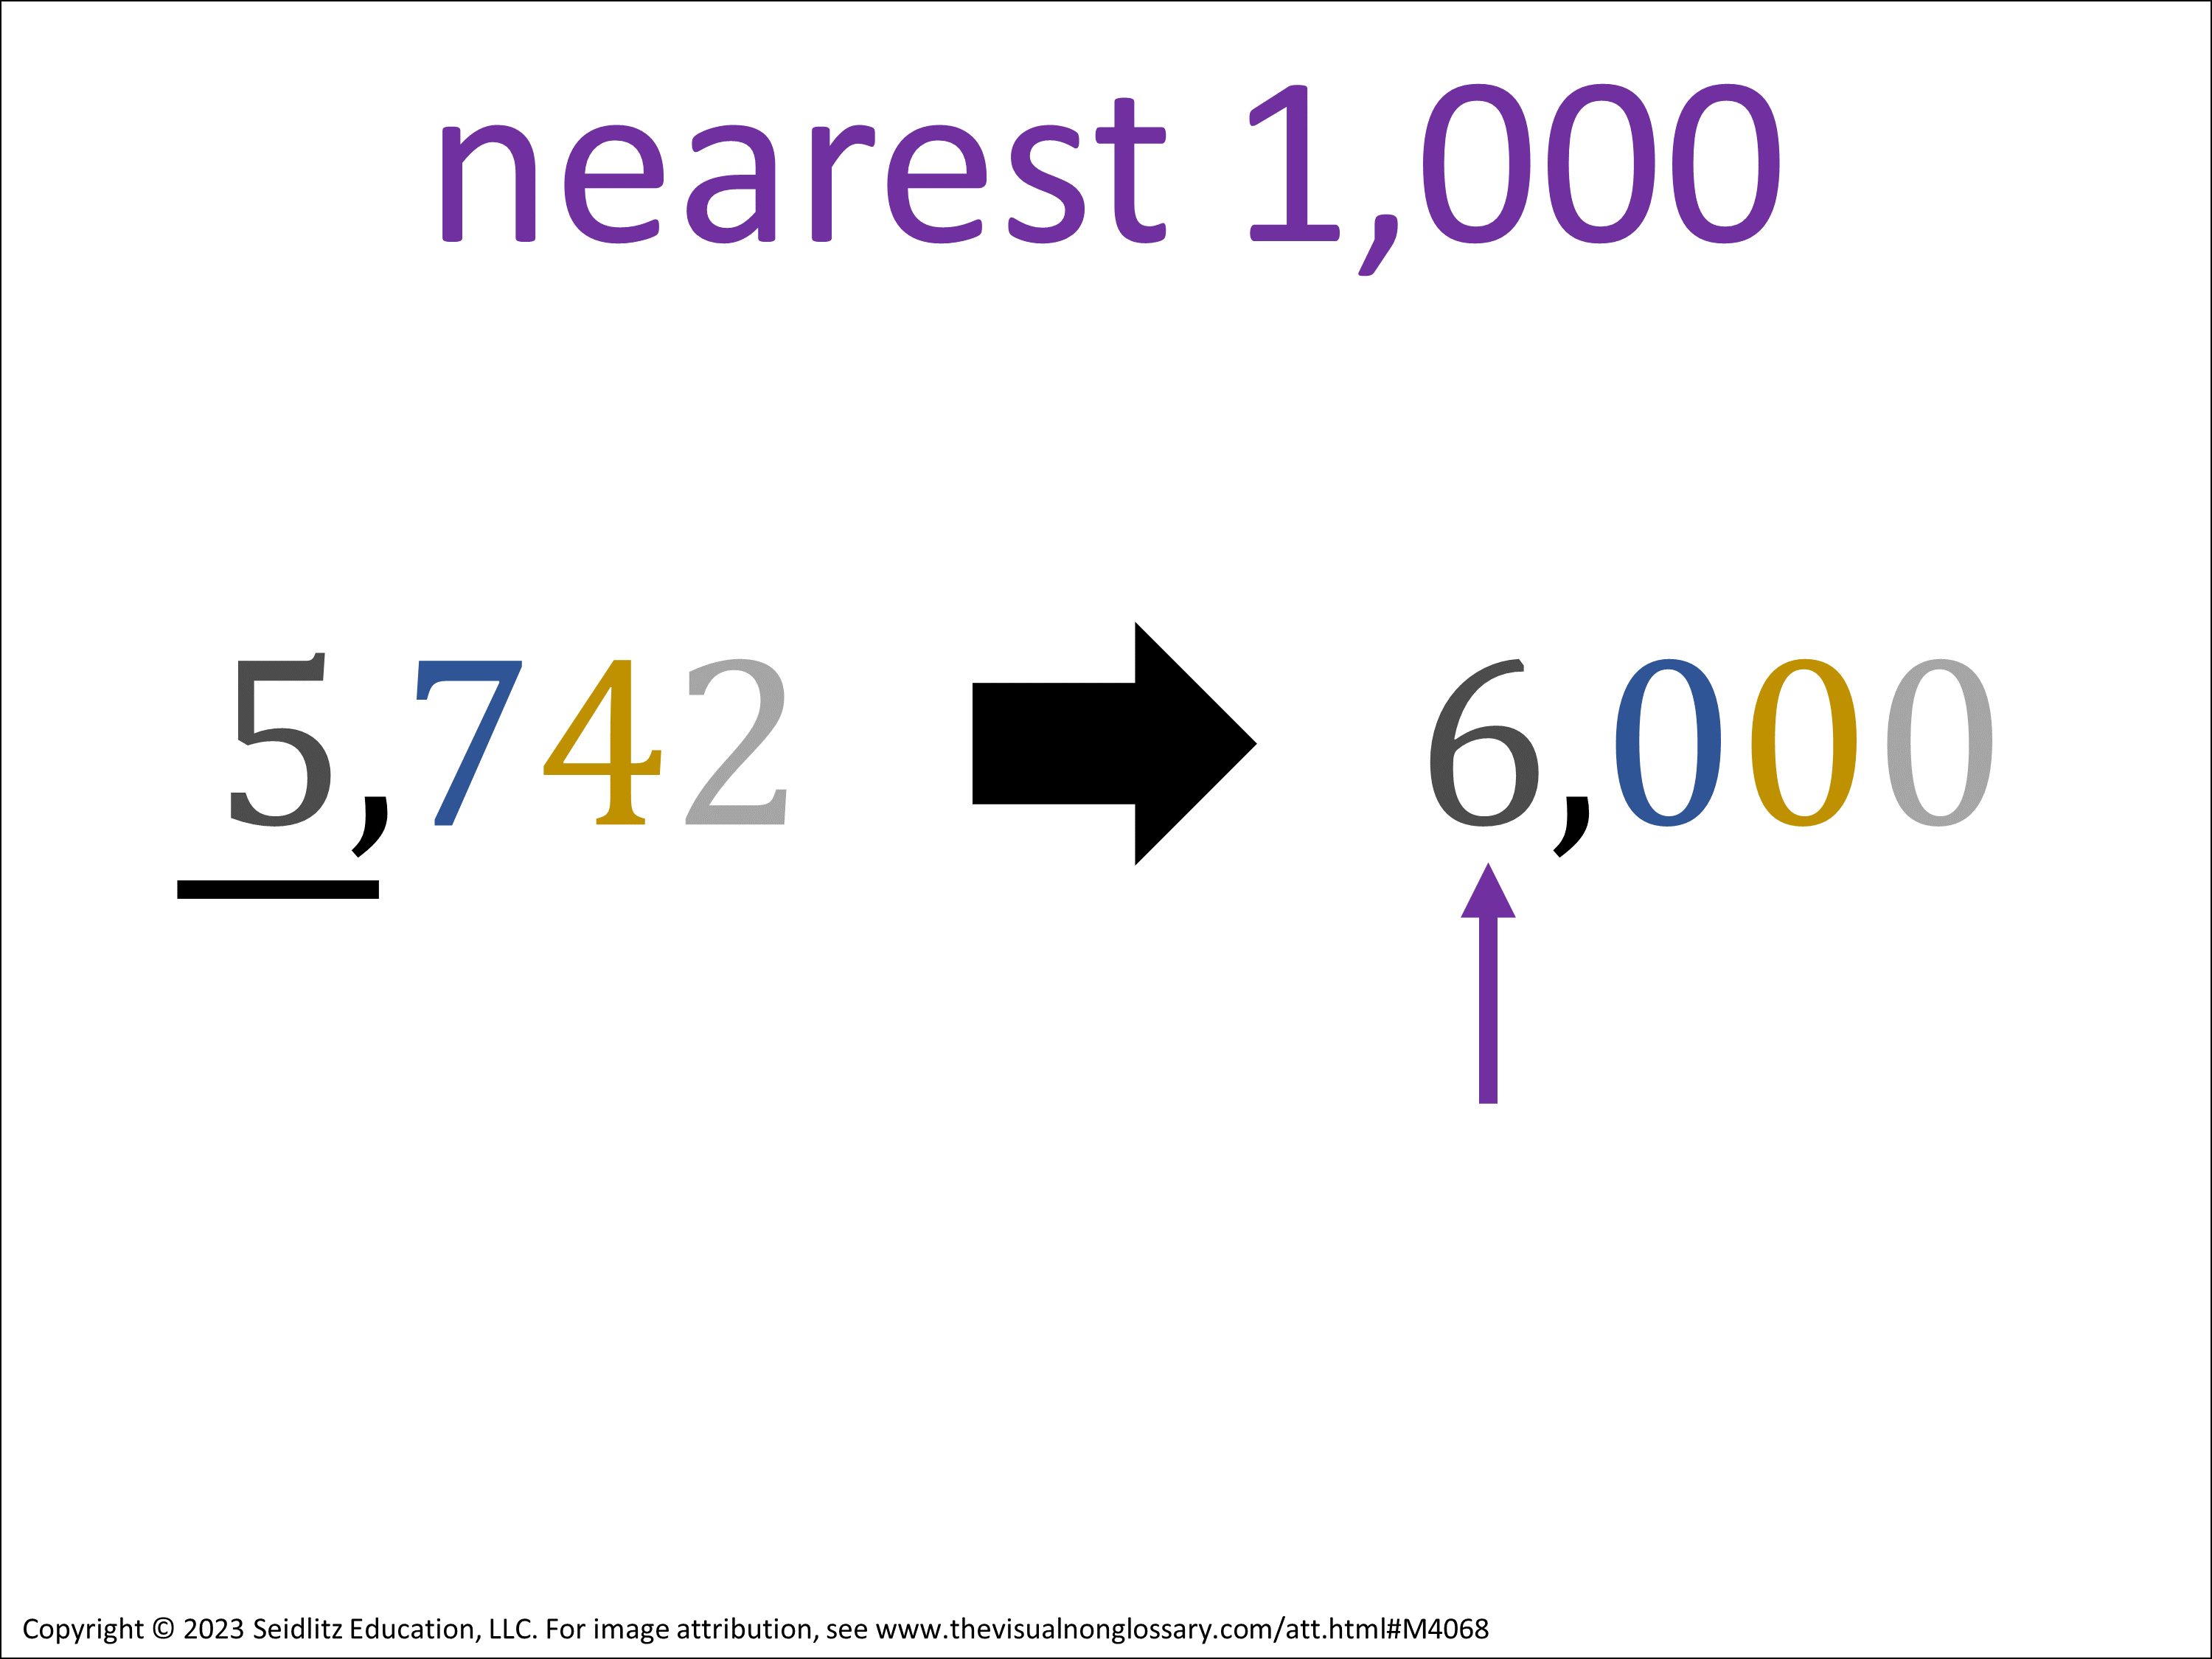 nearest 1,000
5,742 6,000
Copyright © 2023 Seidlitz Education, LLC. For image attribution, see www.thevisualnonglossary.com/att.html#M4068